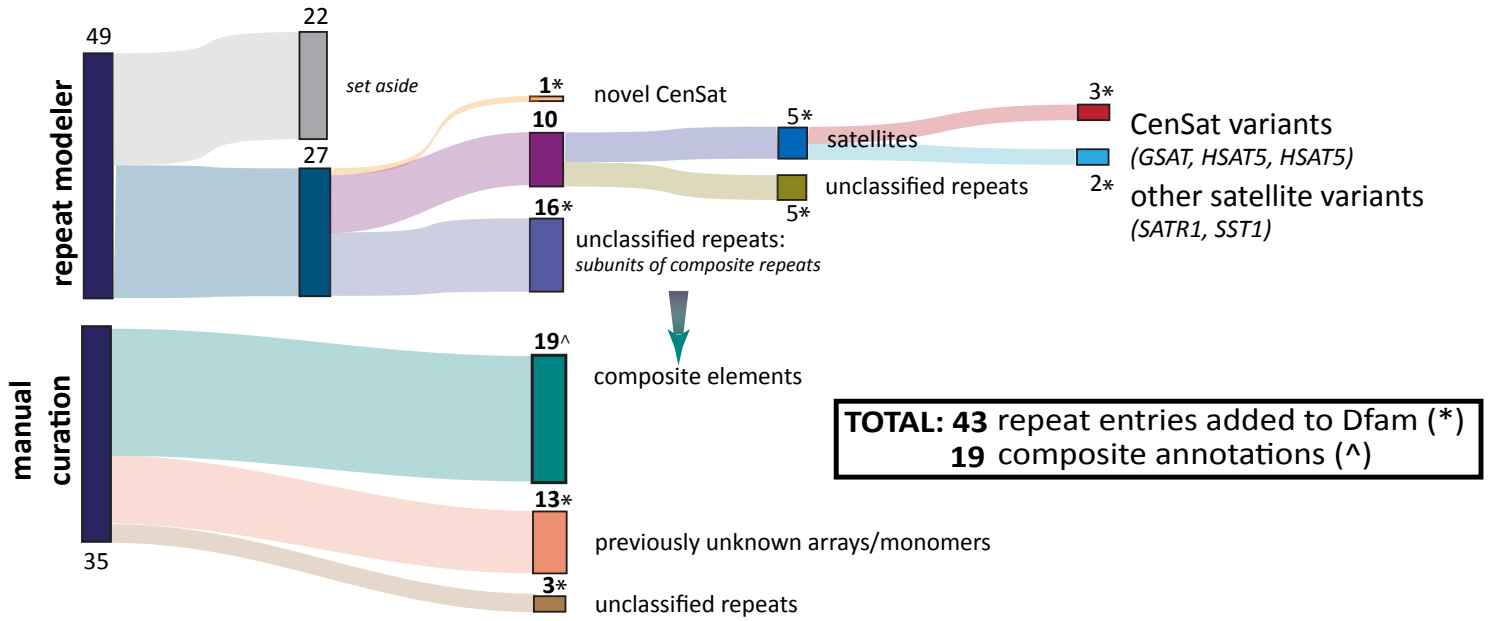 49
22
set aside
repeat modeler
27
1*
novel CenSat
10
5*
satellites
3*
CenSat variants
(GSAT, HSAT5, HSAT5)
unclassified repeats
5*
2*
other satellite variants
(SATR1, SST1)
16*
unclassified repeats:
subunits of composite repeats
manual
curation
35
19^
composite elements
13*
previously unknown arrays/monomers
3*
unclassified repeats
TOTAL: 43 repeat entries added to Dfam (*)
19 composite annotations (^)